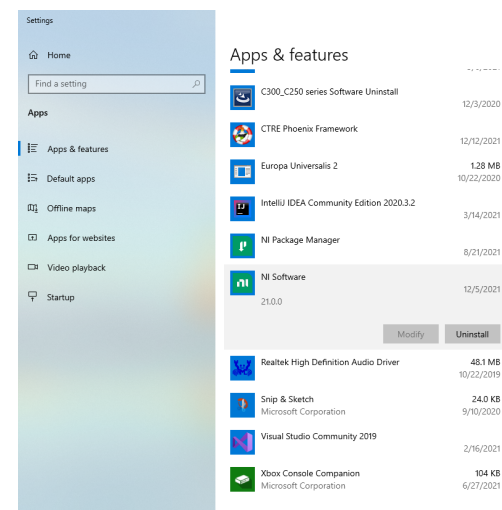 Settings
Home
Find a setting
Apps
Apps & features
Default apps
Offline maps
Apps for websites
Video playback
Startup
Apps & features
C300_C250 series Software Uninstall
12/3/2020
CTRE Phoenix Framework
12/12/2021
Europa Universalis 2 1.28 MB
10/22/2020
IntelliJ IDEA Community Edition 2020.3.2
3/14/2021
NI Package Manager
8/21/2021
NI Software
12/5/2021
21.0.0
Modify Uninstall
Realtek High Definition Audio Driver 48.1 MB
10/22/2019
Snip & Sketch 24.0 KB
Microsoft Corporation 9/10/2020
Visual Studio Community 2019
2/16/2021
Xbox Console Companion 104 KB
Microsoft Corporation 6/27/2021